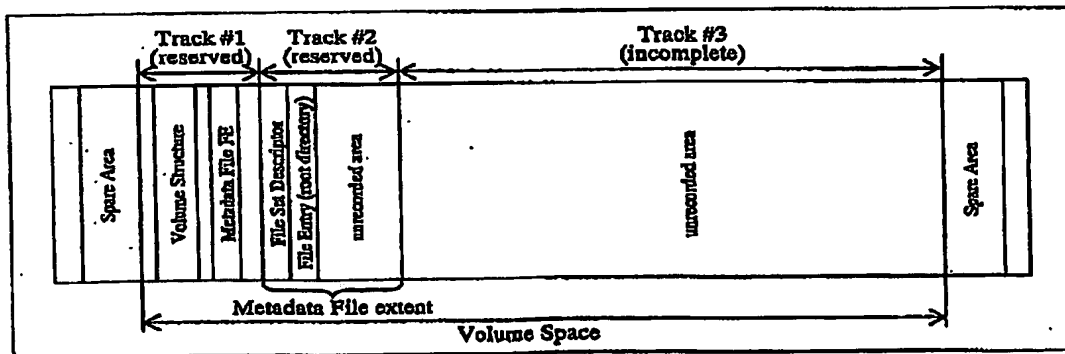 Track #1
(reserved)
Track #2
(reserved)
Track #3
(incomplete)
Spare Area
Volume Structure
Metadata File FE
File Set Descriptor
File Entry (root directory)
unrecorded area
unrecorded area
Spare Area
Metadata File extent
Volume Space